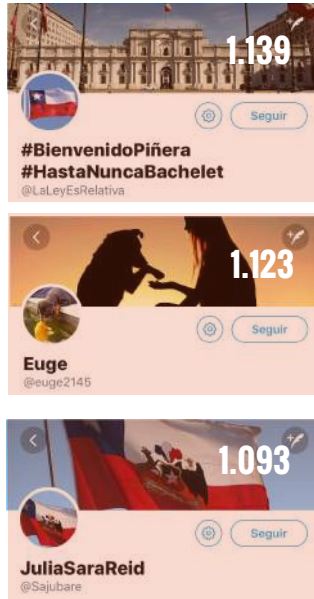 1.139
Seguir
#BienvenidoPiñera
#HastaNuncaBachelet
@LaLeyEsRelativa
1.123
Seguir
Euge
@euge2145
1.093
Seguir
JuliaSaraReid
@Sajubare